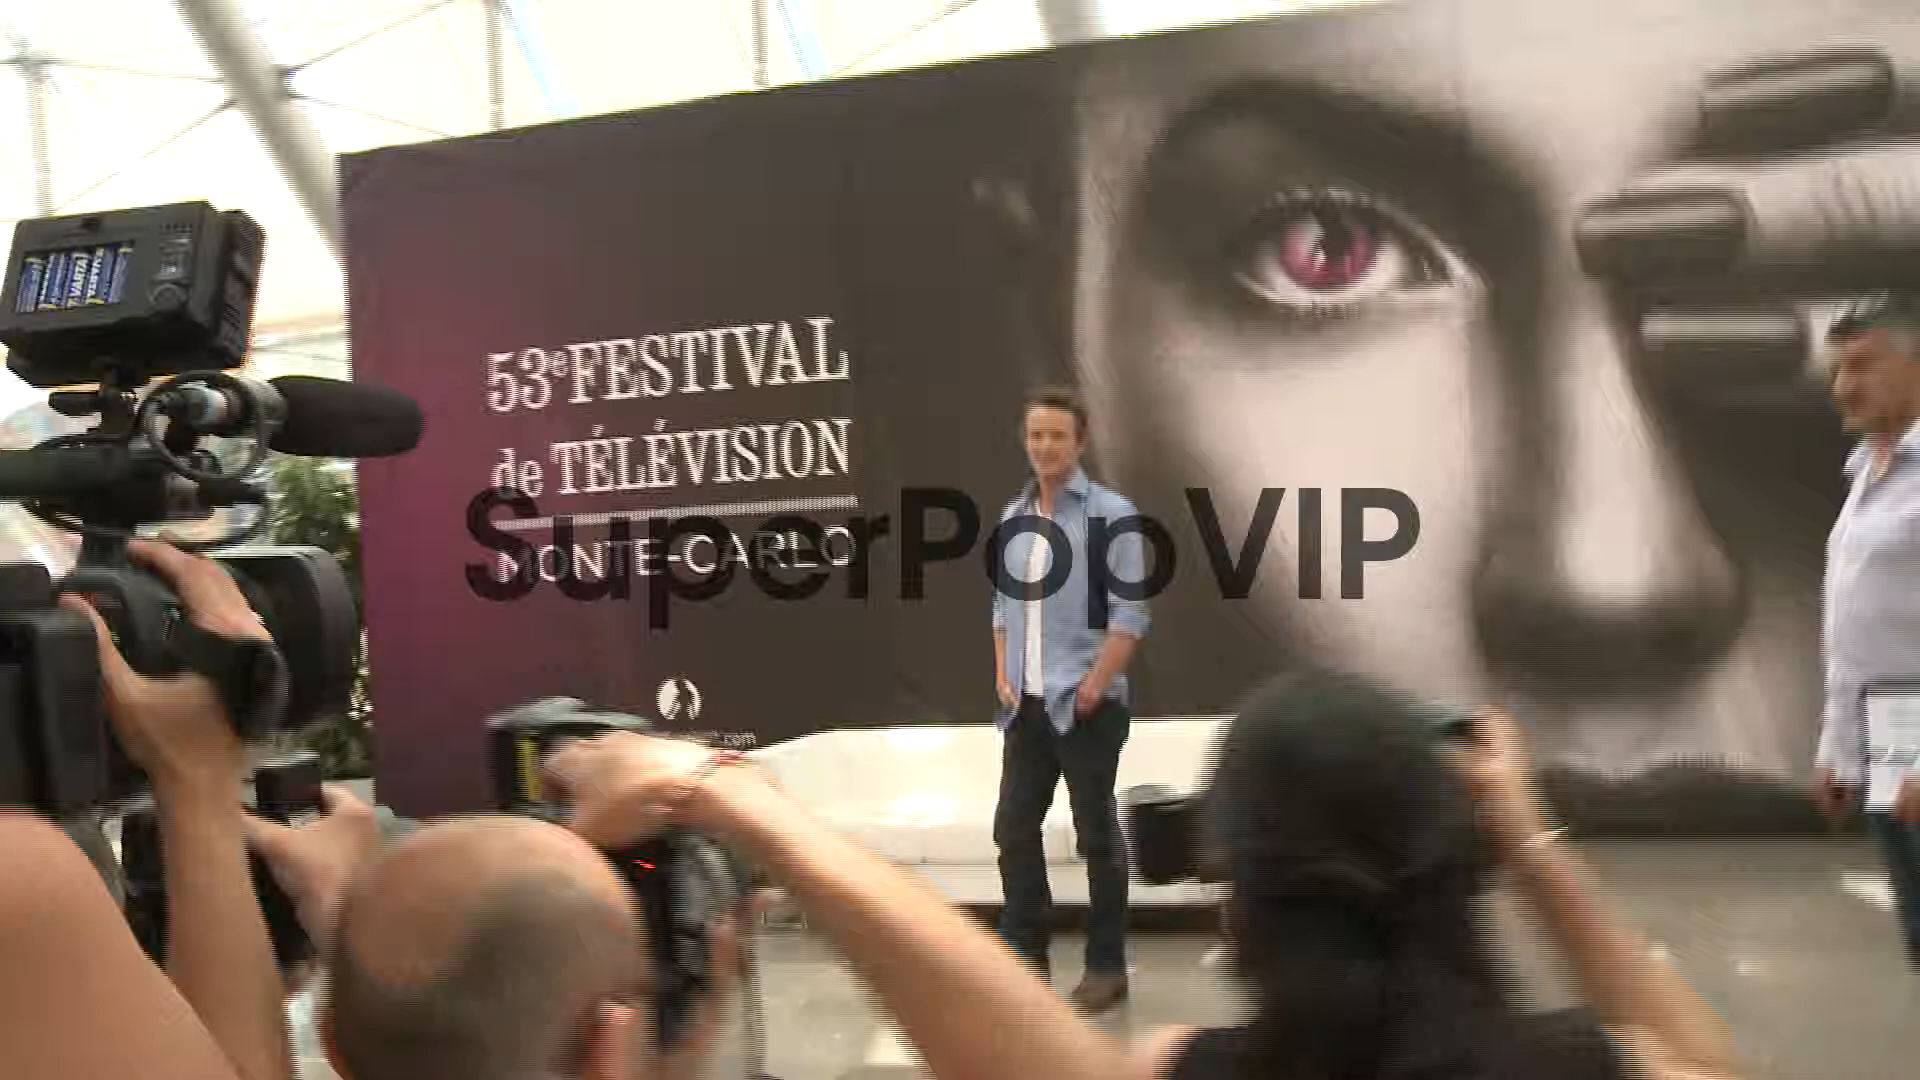 53e FESTIVAL
de TÉLÉVISION
MONTE-CARLO
SuperPopVIP
VARTA